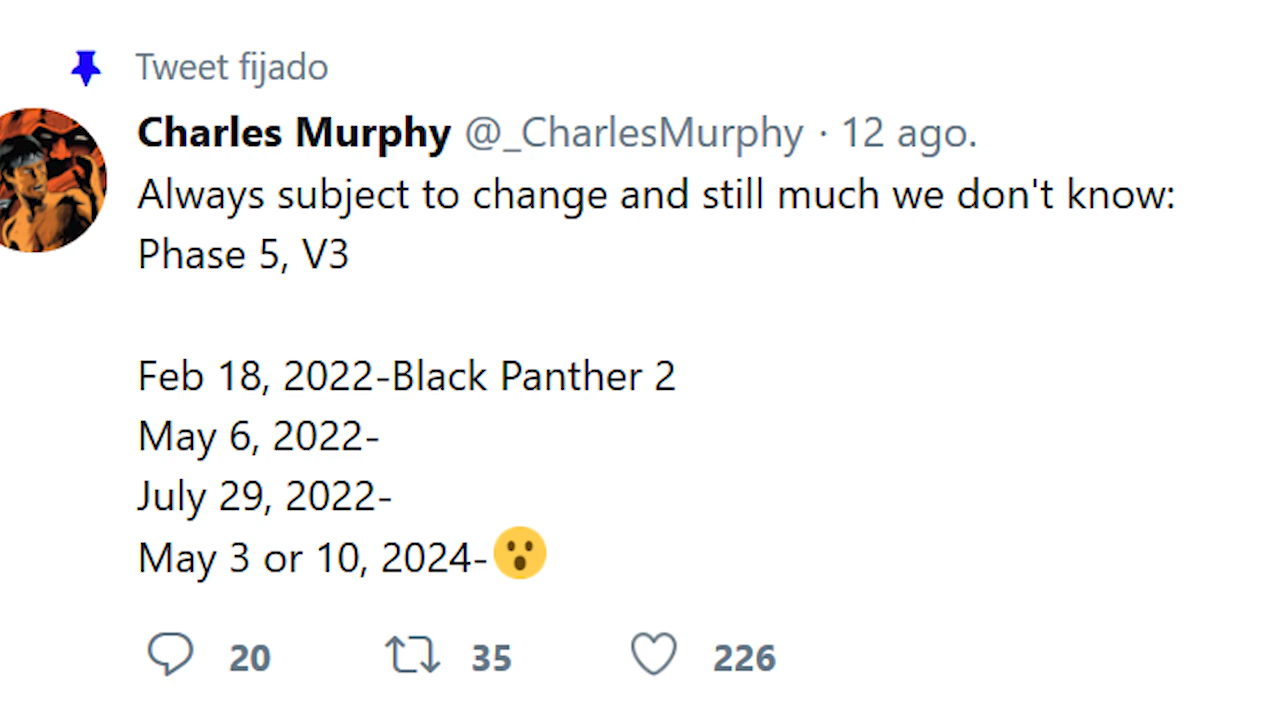 Tweet fijado
Charles Murphy @_CharlesMurphy · 12 ago.
Always subject to change and still much we don't know:
Phase 5, V3
Feb 18, 2022-Black Panther 2
May 6, 2022-
July 29, 2022-
May 3 or 10, 2024-😮
20 35 226